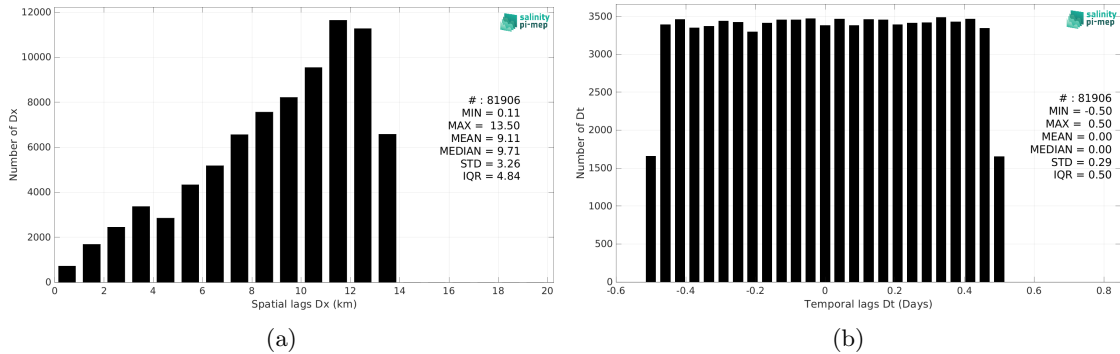 12000
10000
8000
6000
4000
2000
0
Number of Dx
0 2 4 6 8 10 12 14 16 18 20
Spatial lags Dx (km)
salinity
pi-mep
# : 81906
MIN = 0.11
MAX = 13.50
MEAN = 9.11
MEDIAN = 9.71
STD = 3.26
IQR = 4.84
(a)
3500
3000
2500
2000
1500
1000
500
0
Number of Dt
-0.6 -0.4 -0.2 0 0.2 0.4 0.6 0.8
Temporal lags Dt (Days)
salinity
pi-mep
# : 81906
MIN = -0.50
MAX = 0.50
MEAN = 0.00
MEDIAN = 0.00
STD = 0.29
IQR = 0.50
(b)